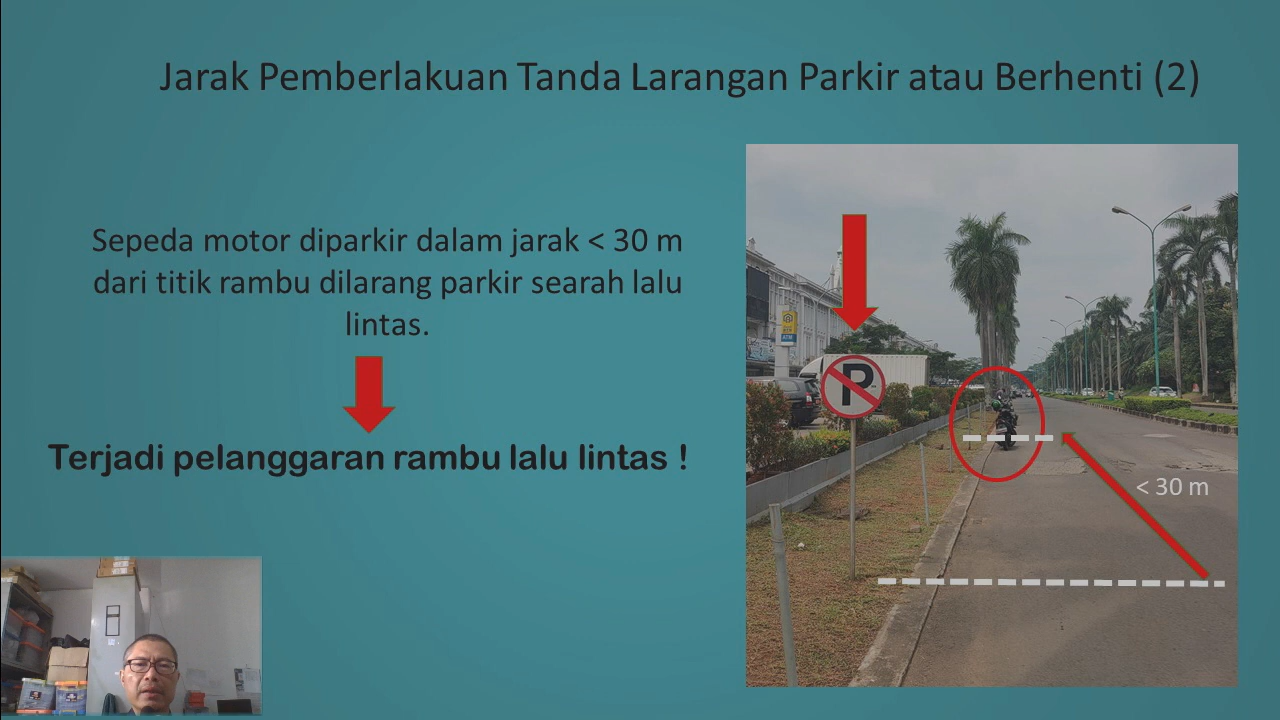 Jarak Pemberlakuan Tanda Larangan Parkir atau Berhenti (2)
Sepeda motor diparkir dalam jarak < 30 m
dari titik rambu dilarang parkir searah lalu
lintas.
Terjadi pelanggaran rambu lalu lintas !
P
< 30 m